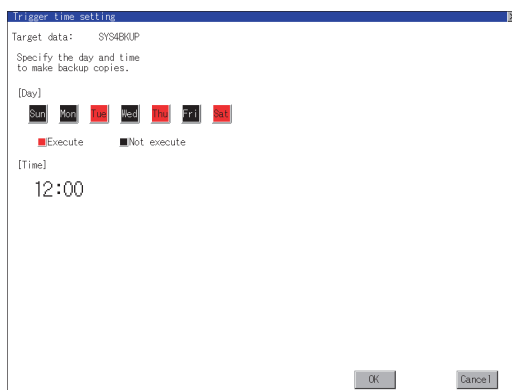 Trigger time setting
Target data: SYS4BKUP
Specify the day and time
to make backup copies.
[Day]
Sun Mon Tue Wed Thu Fri Sat
Execute Not execute
[Time]
12:00
OK Cancel